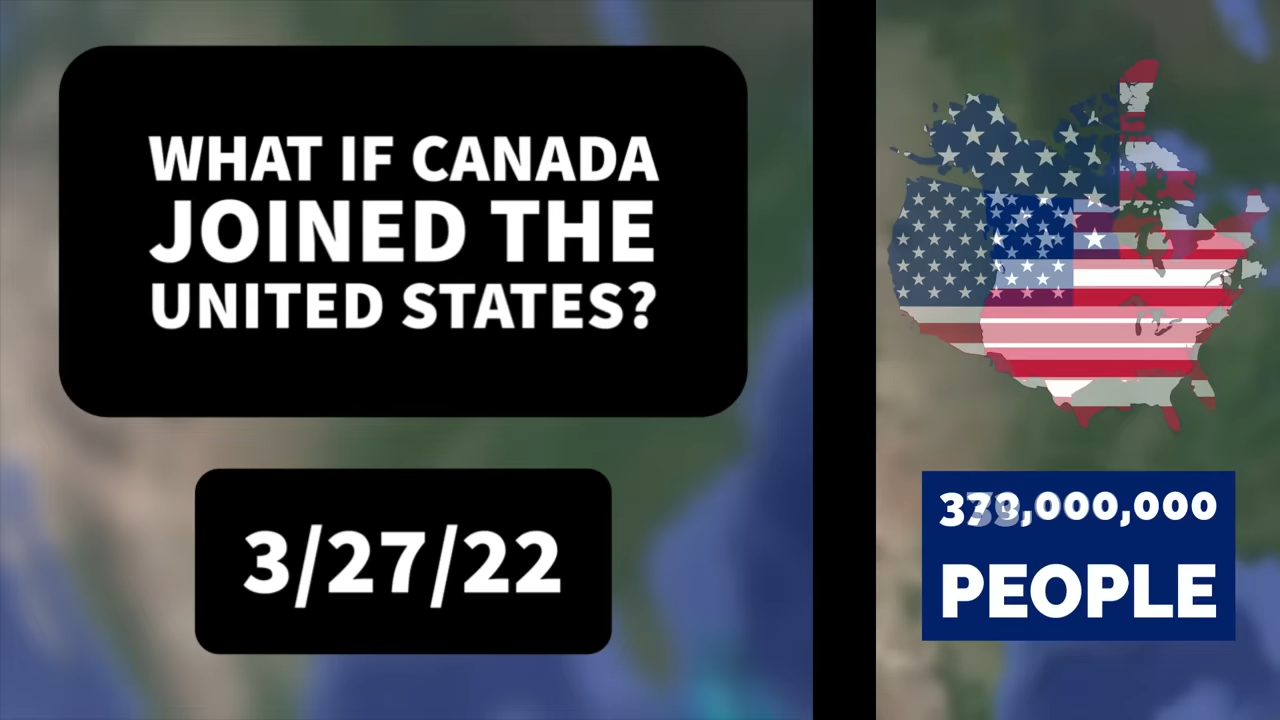 WHAT IF CANADA
JOINED THE
UNITED STATES?
3/27/22
PEOPLE